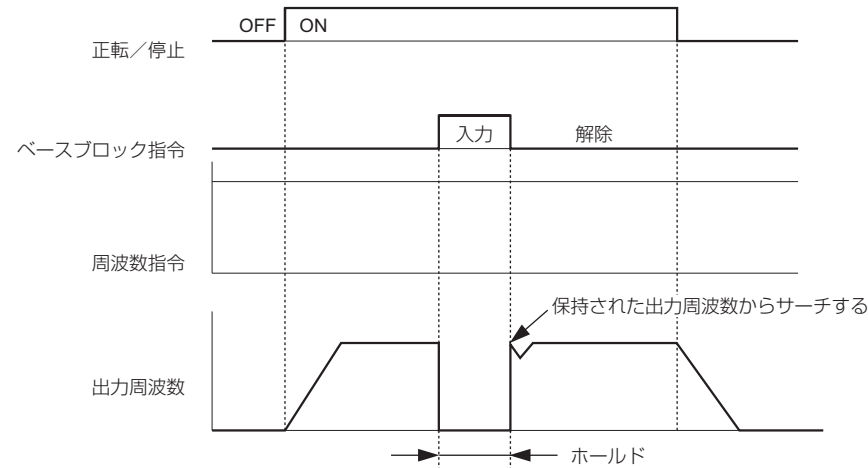 OFF ON
正転／停止
入力 解除
ベースブロック指令
周波数指令
保持された出力周波数からサーチする
出力周波数
ホールド